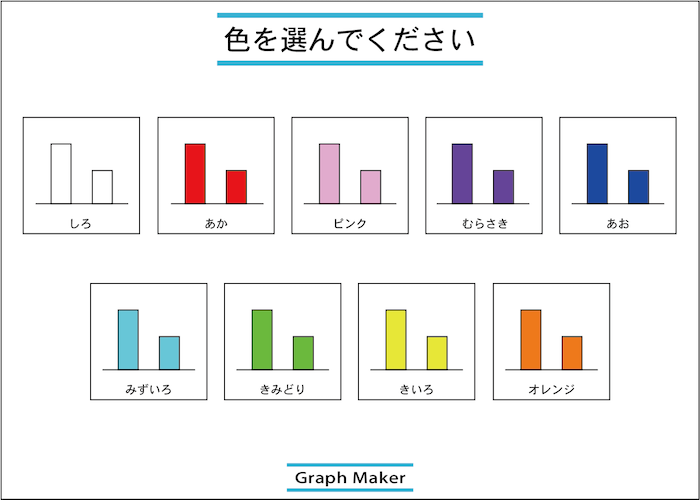 色を選んでください
しろ
あか
ピンク
むらさき
あお
みずいろ
きみどり
きいろ
オレンジ
Graph Maker